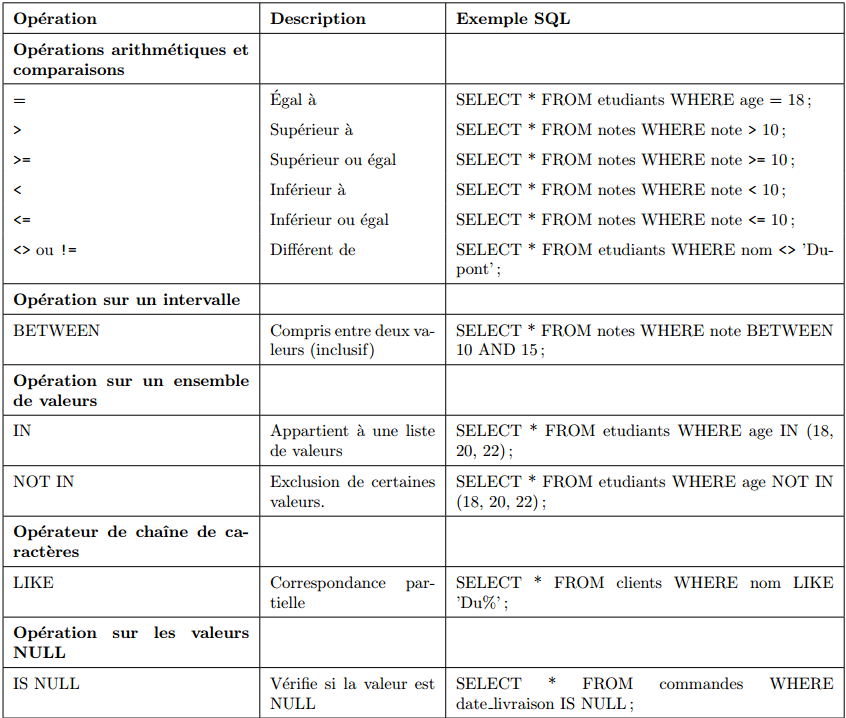 Opération Description Exemple SQL
Opérations arithmétiques et
comparaisons
= Égal à SELECT * FROM etudiants WHERE age = 18 ;
> Supérieur à SELECT * FROM notes WHERE note > 10 ;
>= Supérieur ou égal SELECT * FROM notes WHERE note >= 10 ;
< Inférieur à SELECT * FROM notes WHERE note < 10 ;
<= Inférieur ou égal SELECT * FROM notes WHERE note <= 10 ;
<> ou != Différent de SELECT * FROM etudiants WHERE nom <> 'Du-
pont' ;
Opération sur un intervalle
BETWEEN Compris entre deux va- SELECT * FROM notes WHERE note BETWEEN
leurs (inclusif) 10 AND 15 ;
Opération sur un ensemble
de valeurs
IN Appartient à une liste SELECT * FROM etudiants WHERE age IN (18,
de valeurs 20, 22) ;
NOT IN Exclusion de certaines SELECT * FROM etudiants WHERE age NOT IN
valeurs. (18, 20, 22) ;
Opérateur de chaîne de ca-
ractères
LIKE Correspondance par- SELECT * FROM clients WHERE nom LIKE
tielle 'Du%' ;
Opération sur les valeurs
NULL
IS NULL Vérifie si la valeur est SELECT * FROM commandes WHERE
NULL date_livraison IS NULL ;